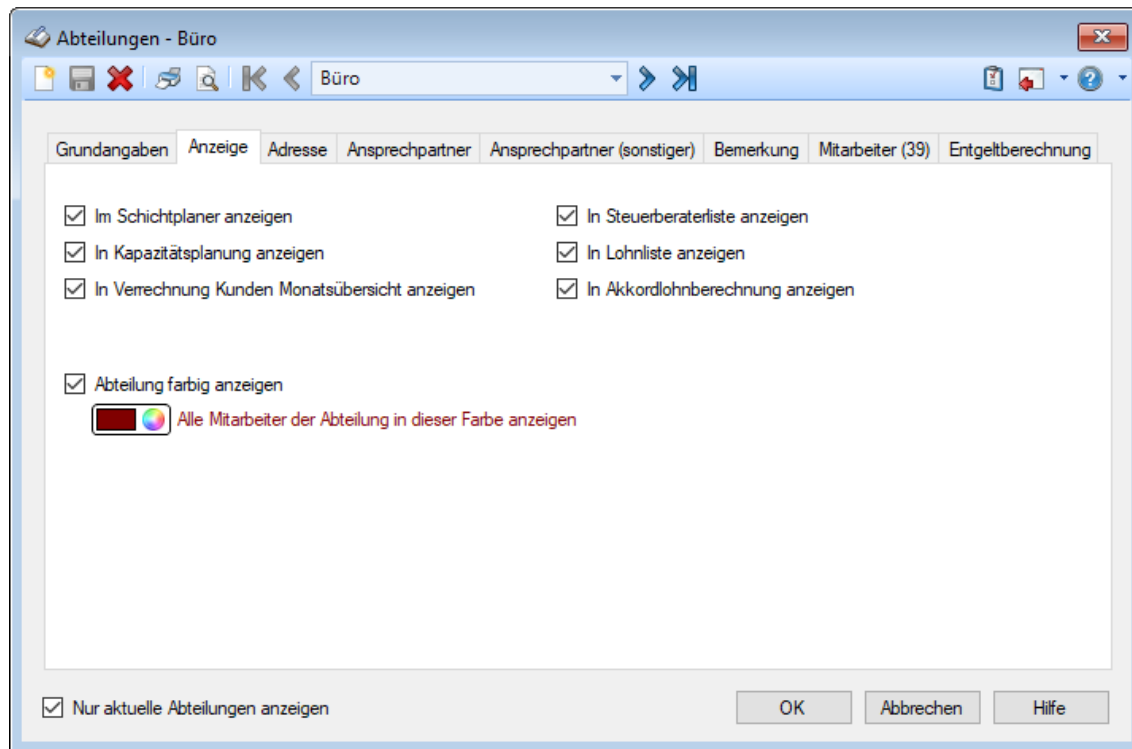 Abteilungen - Büro
Büro
Grundangaben Anzeige Adresse Ansprechpartner Ansprechpartner (sonstiger) Bemerkung Mitarbeiter (39) Entgeltberechnung
Im Schichtplaner anzeigen In Steuerberaterliste anzeigen
In Kapazitätsplanung anzeigen In Lohnliste anzeigen
In Verrechnung Kunden Monatsübersicht anzeigen In Akkordlohnberechnung anzeigen
Abteilung farbig anzeigen
Alle Mitarbeiter der Abteilung in dieser Farbe anzeigen
Nur aktuelle Abteilungen anzeigen OK Abbrechen Hilfe